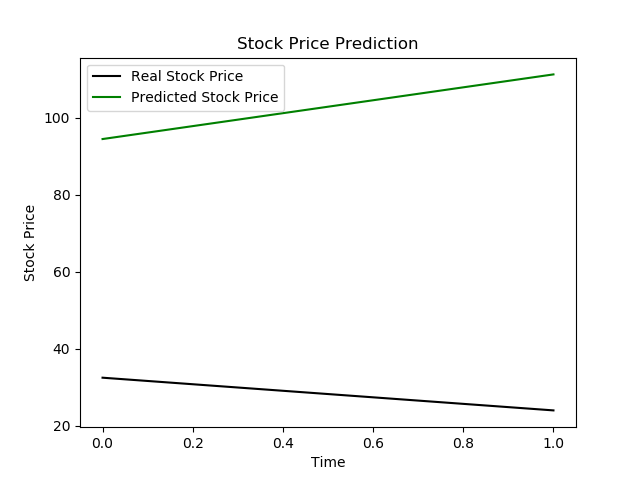 Stock Price Prediction
Real Stock Price
Predicted Stock Price
Stock Price
100
80
60
40
20
0.0 0.2 0.4 0.6 0.8 1.0
Time